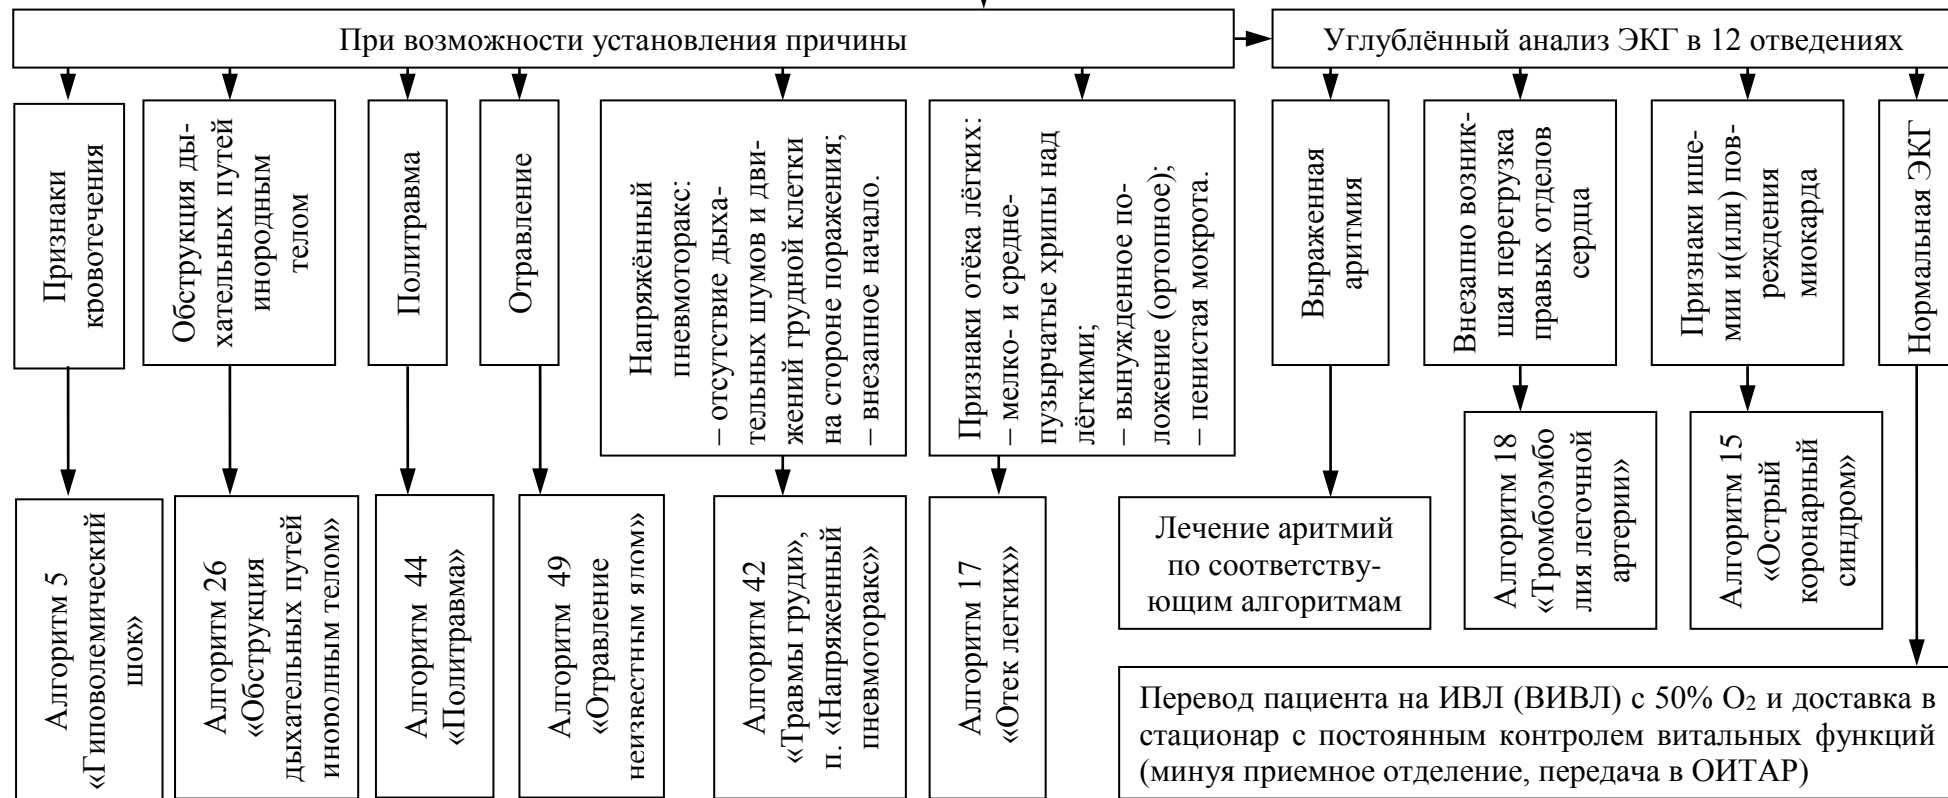 При возможности установления причины
Углублённый анализ ЭКГ в 12 отведениях
Признаки
кровотечения
Обструкция ды-
хательных путей
инородным
телом
Политравма
Отравление
Напряжённый
пневмоторакс:
– отсутствие дыха-
тельных шумов и дви-
жений грудной клетки
на стороне поражения;
– внезапное начало.
Признаки отёка лёгких:
– мелко- и средне-
пузырчатые хрипы над
лёгкими;
– вынужденное по-
ложение (ортопное);
– пенистая мокрота.
Выраженная
аритмия
Внезапно возник-
шая перегрузка
правых отделов
сердца
Признаки ише-
мии и(или) пов-
реждения
миокарда
Нормальная ЭКГ
Алгоритм 5
«Гиповолемический
шок»
Алгоритм 26
«Обструкция
дыхательных путей
инородным телом»
Алгоритм 44
«Политравма»
Алгоритм 49
«Отравление
неизвестным ядом»
Алгоритм 42
«Травмы груди»,
п. «Напряженный
пневмоторакс»
Алгоритм 17
«Отек легких»
Лечение аритмий
по соответству-
ющим алгоритмам
Алгоритм 18
«Тромбоэмбо
лия легочной
артерии»
Алгоритм 15
«Острый
коронарный
синдром»
Перевод пациента на ИВЛ (ВИВЛ) с 50% O₂ и доставка в
стационар с постоянным контролем витальных функций
(минуя приемное отделение, передача в ОИТАР)